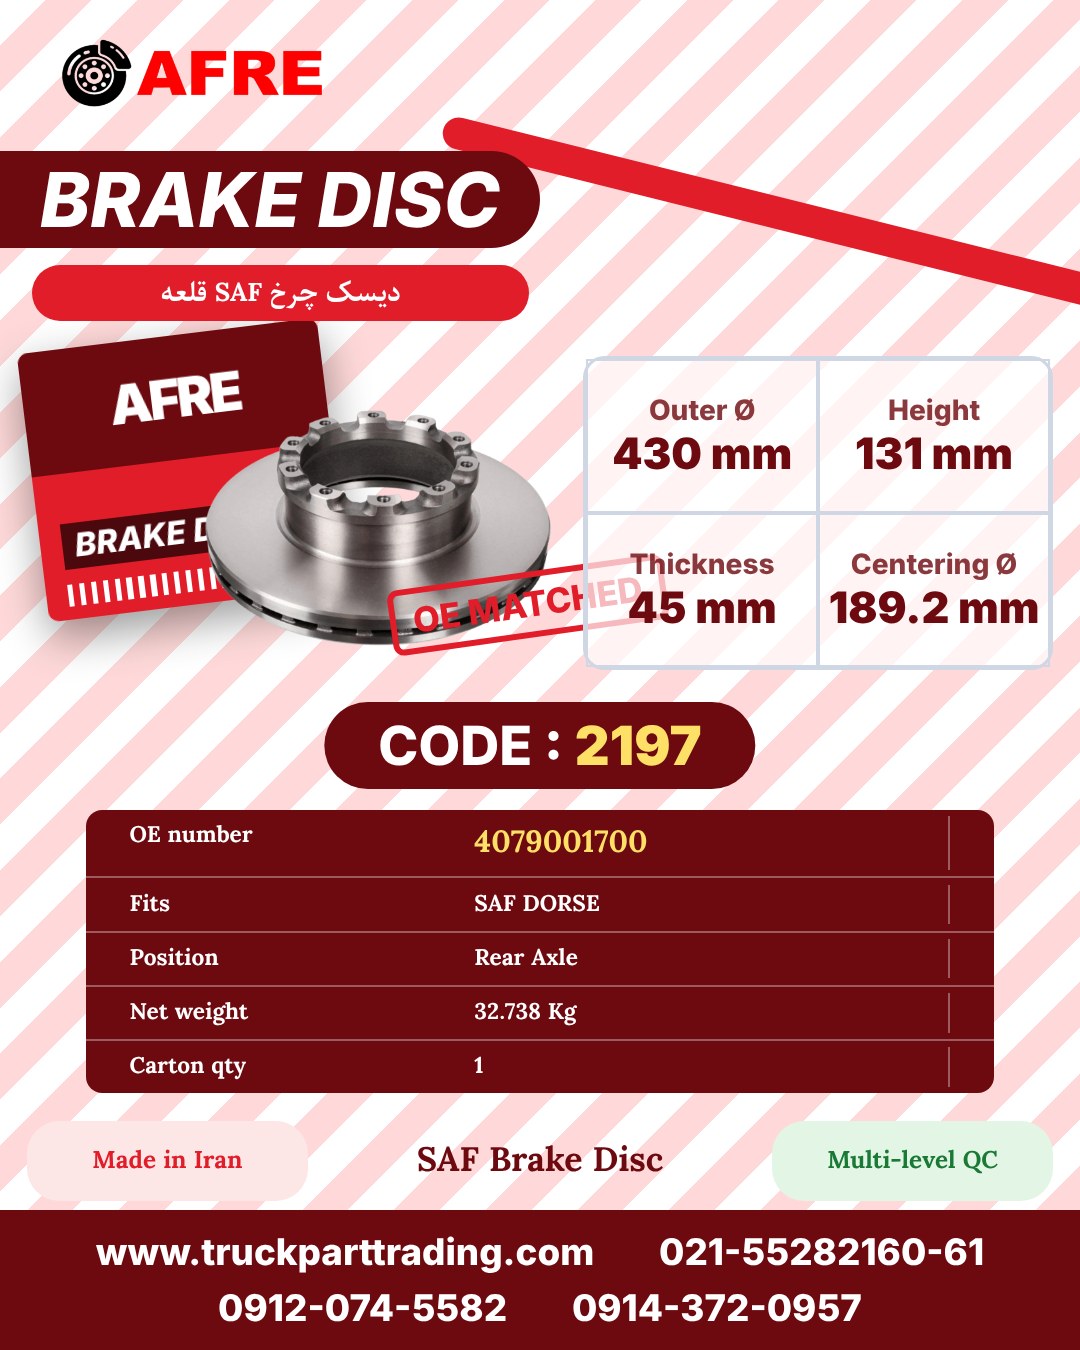 AFRE
BRAKE DISC
دیسک چرخ SAF قلعه
AFRE
BRAKE D
OE MATCHED
Outer Ø
430 mm
Height
131 mm
Thickness
45 mm
Centering Ø
189.2 mm
CODE : 2197
OE number 4079001700
Fits SAF DORSE
Position Rear Axle
Net weight 32.738 Kg
Carton qty 1
Made in Iran
SAF Brake Disc
Multi-level QC
www.truckparttrading.com 021-55282160-61
0912-074-5582 0914-372-0957